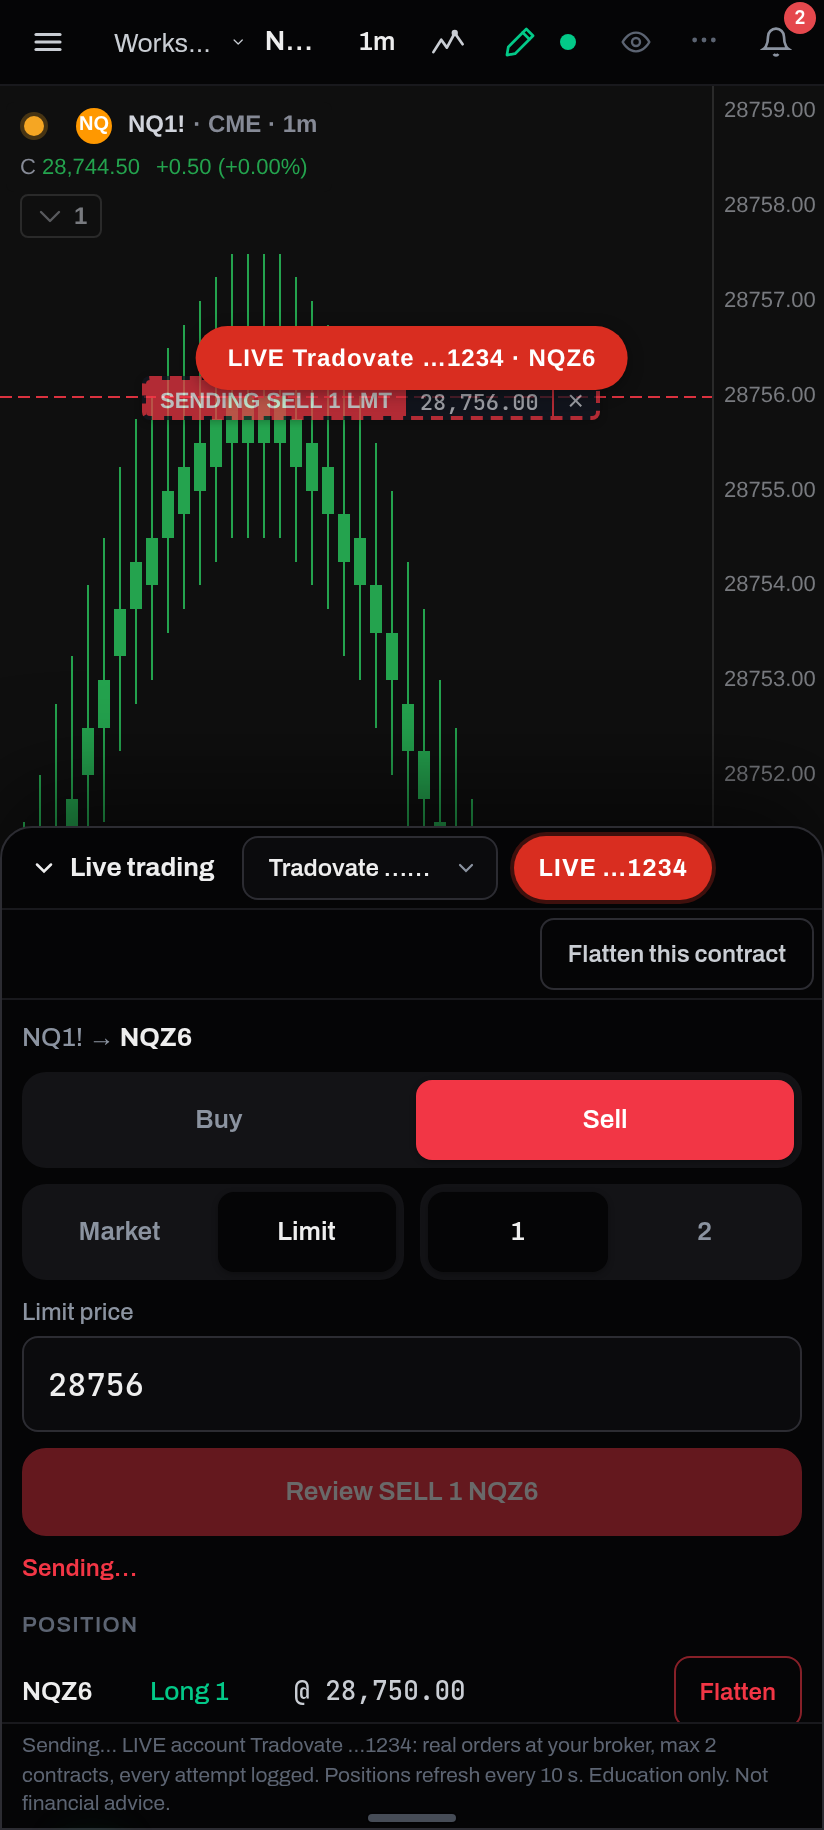 Works... N... 1m 2
NQ NQ1! · CME · 1m
C 28,744.50 +0.50 (+0.00%)
1
28759.00
28758.00
28757.00
28756.00
28755.00
28754.00
28753.00
28752.00
LIVE Tradovate ...1234 · NQZ6
SENDING SELL 1 LMT 28,756.00 ×
Live trading Tradovate ...... LIVE ...1234
Flatten this contract
NQ1! → NQZ6
Buy Sell
Market Limit 1 2
Limit price
28756
Review SELL 1 NQZ6
Sending...
POSITION
NQZ6 Long 1 @ 28,750.00 Flatten
Sending... LIVE account Tradovate ...1234: real orders at your broker, max 2
contracts, every attempt logged. Positions refresh every 10 s. Education only. Not
financial advice.